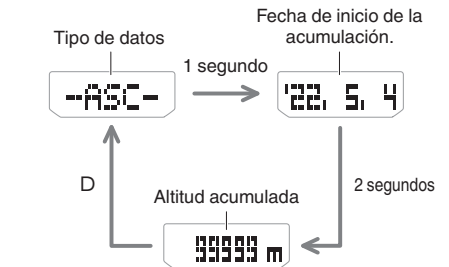 Tipo de datos
Fecha de inicio de la
acumulación.
1 segundo
--ASC--
'22. 5. 4
D
2 segundos
Altitud acumulada
99999 m